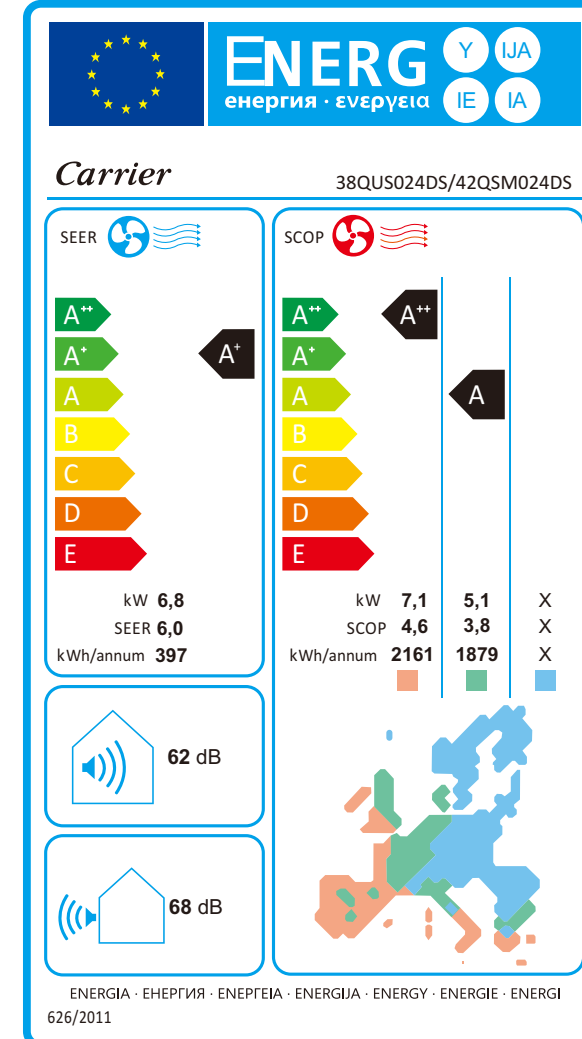 ENERG Y IJA
енергия · ενεργεια IE IA
Carrier 38QUS024DS/42QSM024DS
SEER
A++
A+
A
B
C
D
E
A+
kW 6,8
SEER 6,0
kWh/annum 397
SCOP
A++
A+
A
B
C
D
E
A++
A
kW 7,1 5,1 X
SCOP 4,6 3,8 X
kWh/annum 2161 1879 X
62 dB
68 dB
ENERGIA · ЕНЕРГИЯ · ΕΝΕΡΓΕΙΑ · ENERGIJA · ENERGY · ENERGIE · ENERGI
626/2011